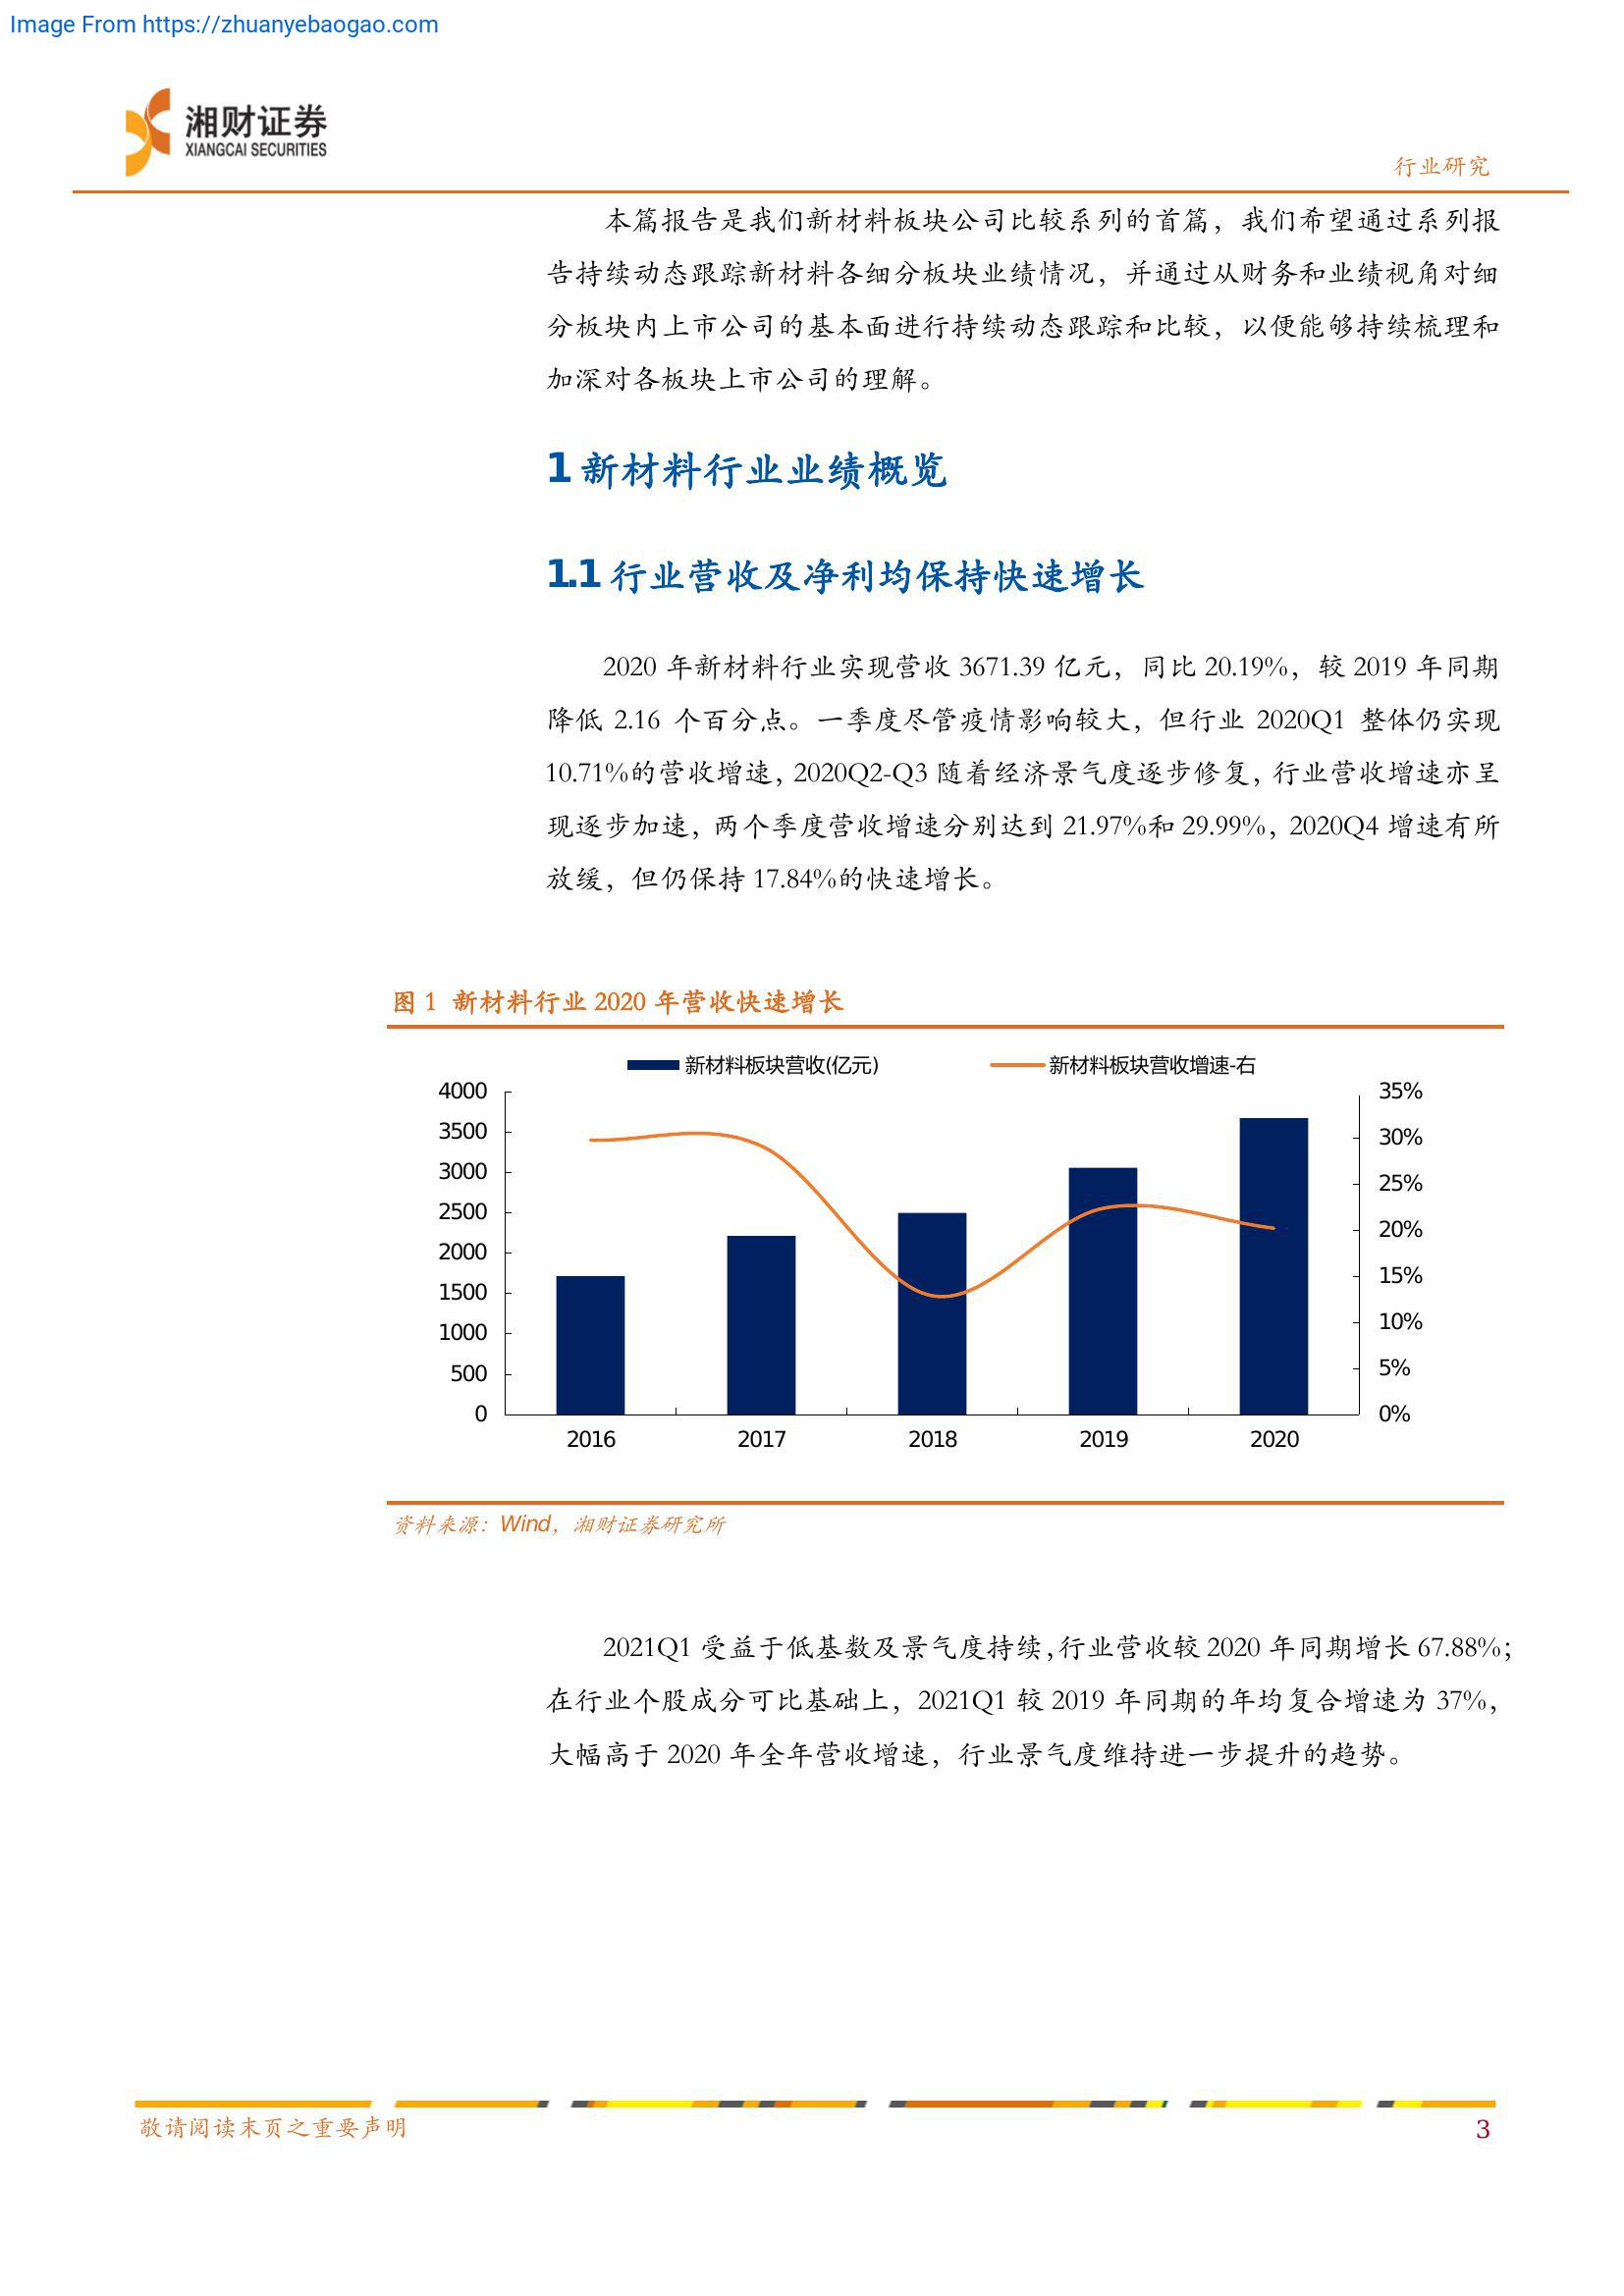 Image From https://zhuanyebaogao.com
湘财证券
XIANGCAI SECURITIES
行业研究
本篇报告是我们新材料板块公司比较系列的首篇，我们希望通过系列报
告持续动态跟踪新材料各细分板块业绩情况，并通过从财务和业绩视角对细
分板块内上市公司的基本面进行持续动态跟踪和比较，以便能够持续梳理和
加深对各板块上市公司的理解。
1 新材料行业业绩概览
1.1 行业营收及净利均保持快速增长
2020 年新材料行业实现营收 3671.39 亿元，同比 20.19%，较 2019 年同期
降低 2.16 个百分点。一季度尽管疫情影响较大，但行业 2020Q1 整体仍实现
10.71%的营收增速，2020Q2-Q3 随着经济景气度逐步修复，行业营收增速亦呈
现逐步加速，两个季度营收增速分别达到 21.97%和 29.99%，2020Q4 增速有所
放缓，但仍保持 17.84%的快速增长。
图 1 新材料行业 2020 年营收快速增长
新材料板块营收(亿元)
新材料板块营收增速-右
4000
3500
3000
2500
2000
1500
1000
500
0
35%
30%
25%
20%
15%
10%
5%
0%
2016
2017
2018
2019
2020
资料来源：Wind，湘财证券研究所
2021Q1 受益于低基数及景气度持续，行业营收较 2020 年同期增长 67.88%；
在行业个股成分可比基础上，2021Q1 较 2019 年同期的年均复合增速为 37%，
大幅高于 2020 年全年营收增速，行业景气度维持进一步提升的趋势。
敬请阅读末页之重要声明
3